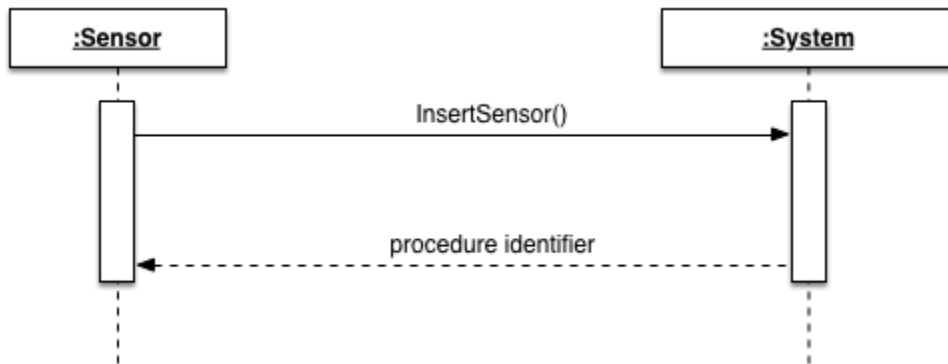 :Sensor
:System
InsertSensor()
procedure identifier